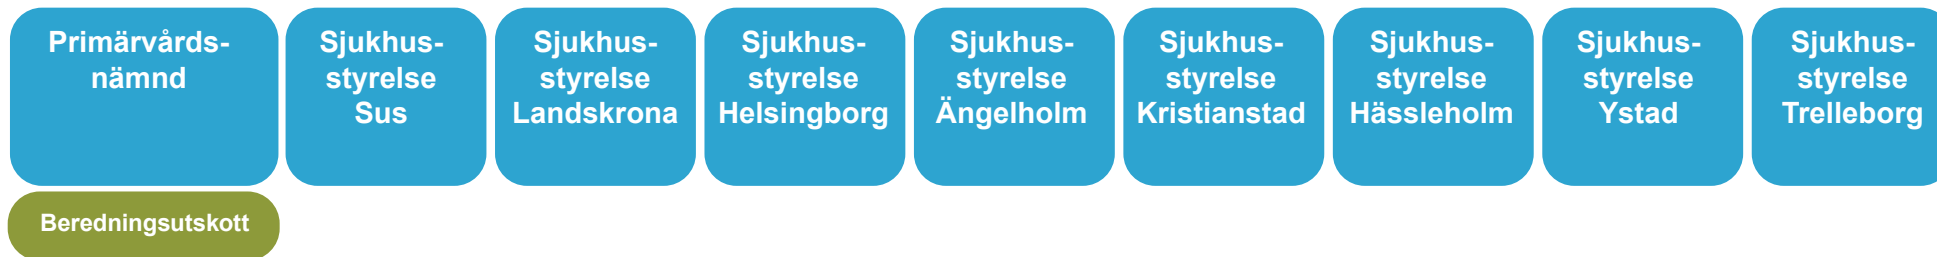 Primärvårds-
nämnd
Sjukhus-
styrelse
Sus
Sjukhus-
styrelse
Landskrona
Sjukhus-
styrelse
Helsingborg
Sjukhus-
styrelse
Ängelholm
Sjukhus-
styrelse
Kristianstad
Sjukhus-
styrelse
Hässleholm
Sjukhus-
styrelse
Ystad
Sjukhus-
styrelse
Trelleborg
Beredningsutskott